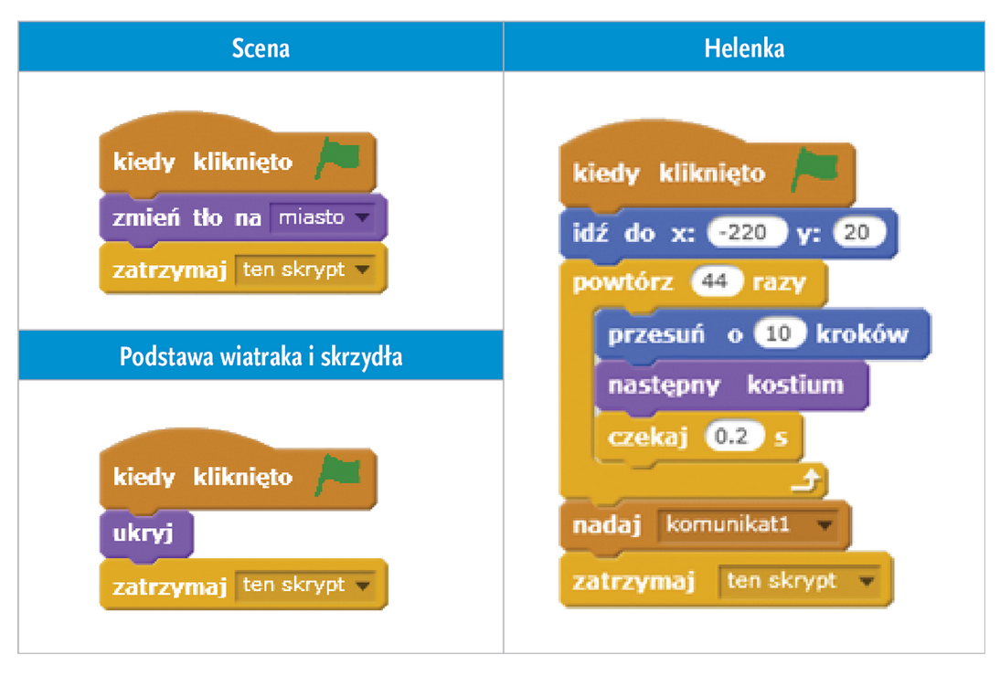 Scena
kiedy kliknięto
zmień tło na miasto
zatrzymaj ten skrypt
Podstawa wiatraka i skrzydła
kiedy kliknięto
ukryj
zatrzymaj ten skrypt
Helenka
kiedy kliknięto
idź do x: -220 y: 20
powtórz 44 razy
przesuń o 10 kroków
następny kostium
czekaj 0.2 s
nadaj komunikat1
zatrzymaj ten skrypt